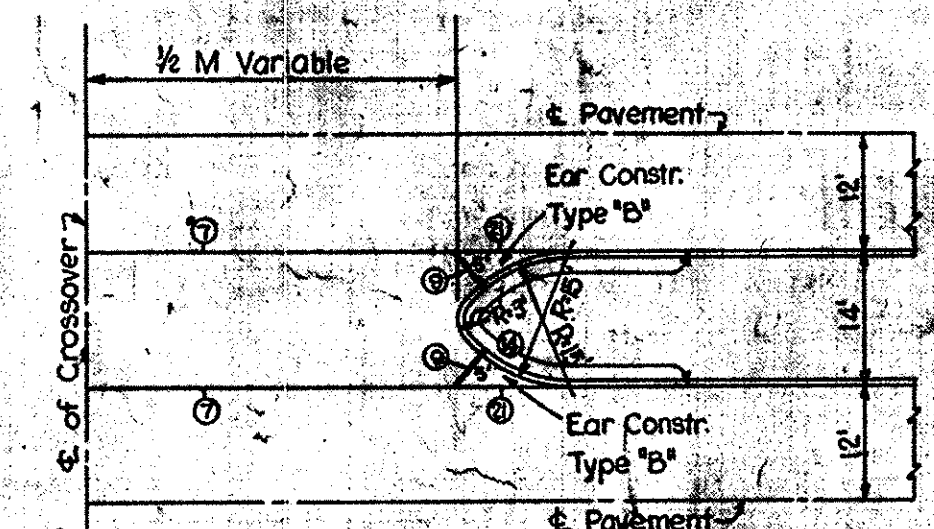 ½ M Variable
℄ Pavement
Ear Constr.
Type "B"
12'
7
21
9
5'
℄ of Crossover
R=3'
R=15'
14'
14
R=15'
9
5'
7
21
Ear Constr.
Type "B"
12'
℄ Pavement